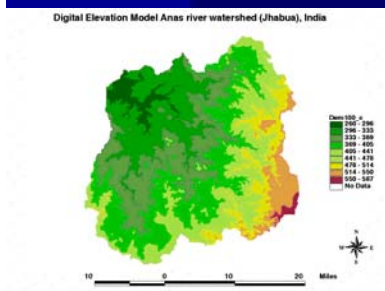 Digital Elevation Model Anas river watershed (Jhabua), India
Dem100_x
260 - 296
296 - 333
333 - 369
369 - 405
405 - 441
441 - 478
478 - 514
514 - 550
550 - 587
No Data
N
W E
S
10 0 10 20 Miles